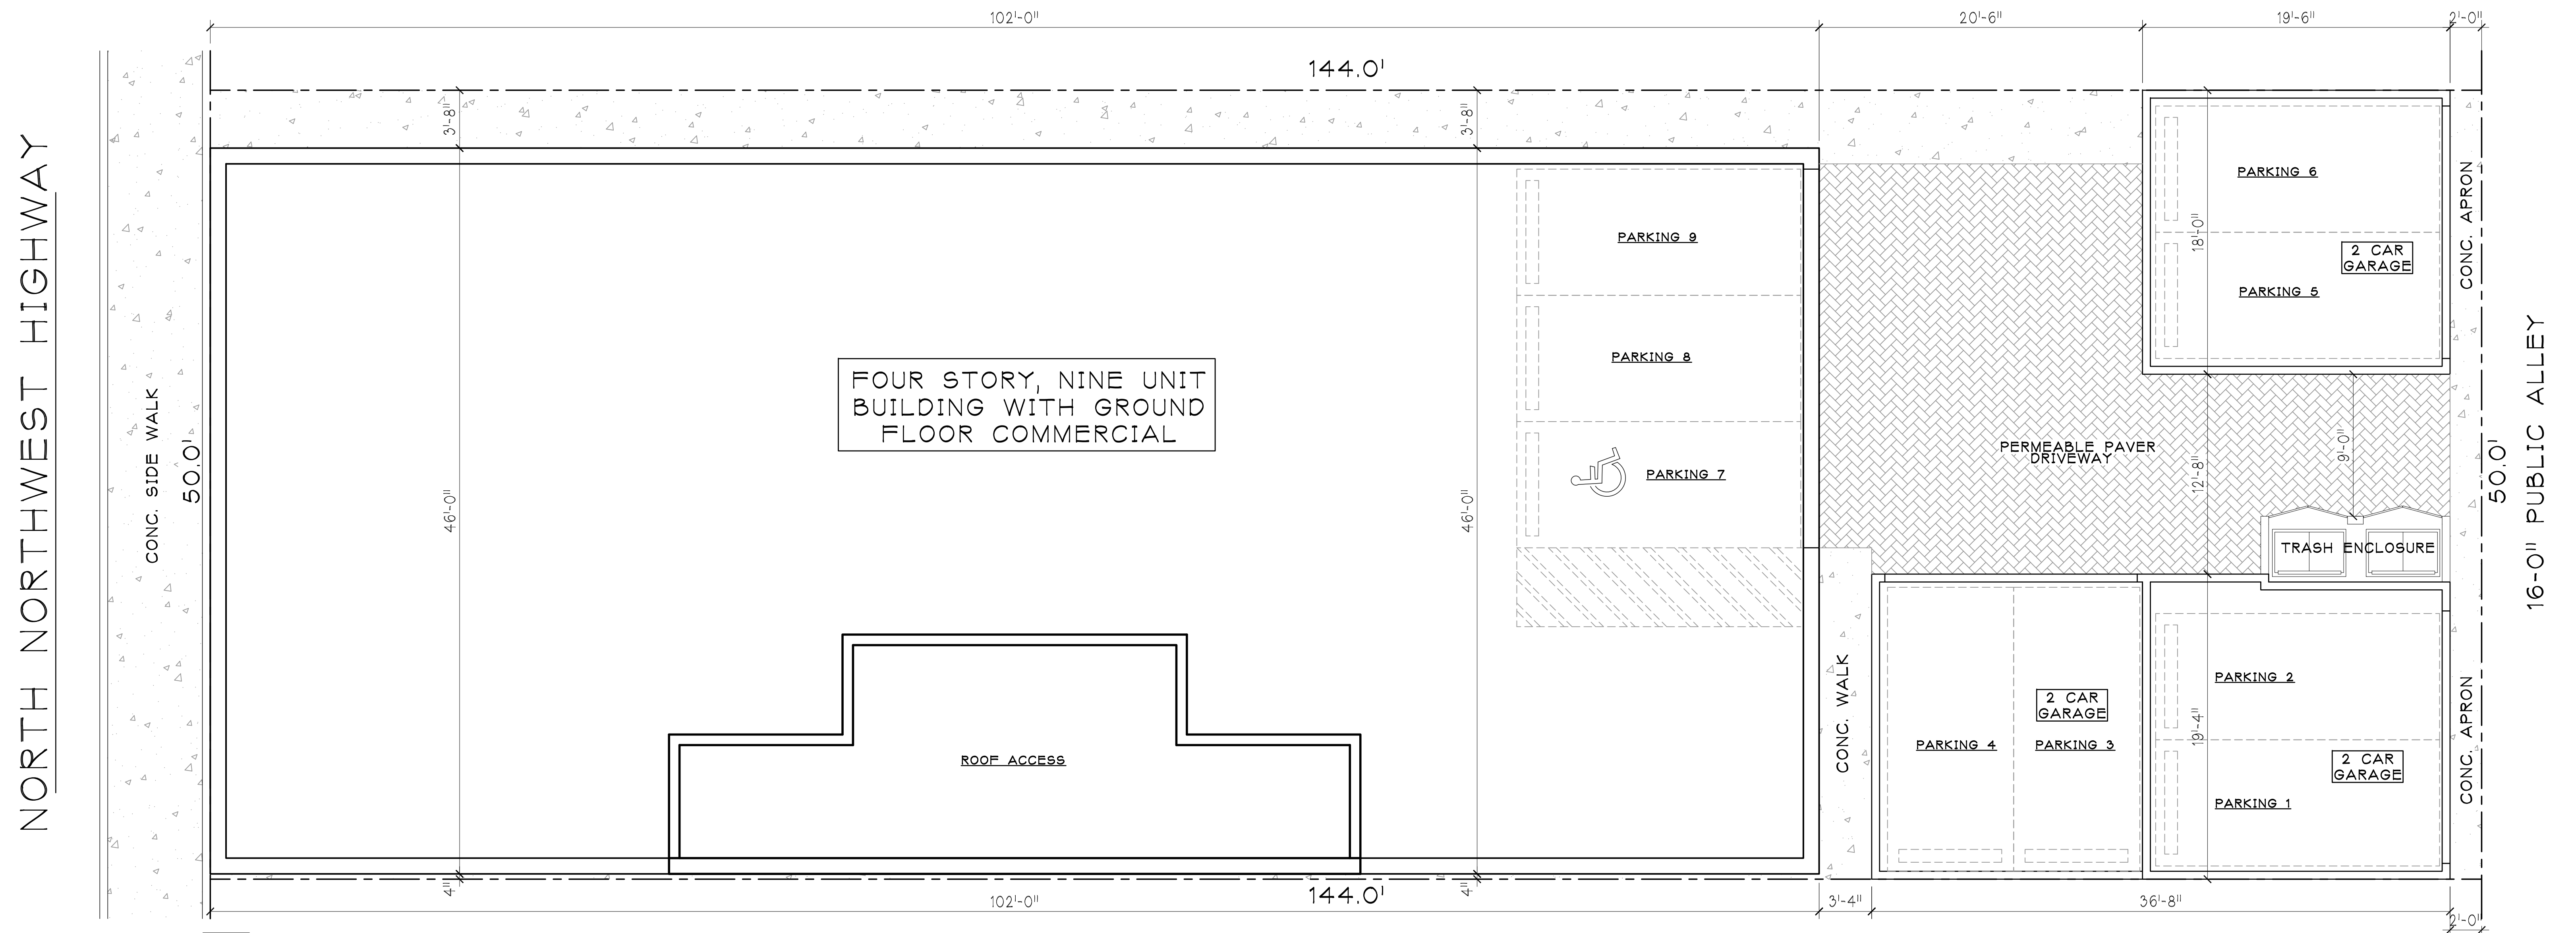 102'-0"
20'-6"
19'-6"
2'-0"
144.0'
3'-8"
3'-8"
NORTH NORTHWEST HIGHWAY
CONC. SIDE WALK
50.0'
PARKING 9
PARKING 8
PARKING 7
FOUR STORY, NINE UNIT
BUILDING WITH GROUND
FLOOR COMMERCIAL
46'-0"
46'-0"
ROOF ACCESS
PARKING 6
18'-0"
2 CAR
GARAGE
PARKING 5
CONC. APRON
PERMEABLE PAVER
DRIVEWAY
12'-8"
9'-0"
50.0'
16-0" PUBLIC ALLEY
TRASH ENCLOSURE
CONC. WALK
2 CAR
GARAGE
PARKING 4
PARKING 3
PARKING 2
19'-4"
2 CAR
GARAGE
PARKING 1
CONC. APRON
4"
4"
144.0'
102'-0"
3'-4"
36'-8"
2'-0"